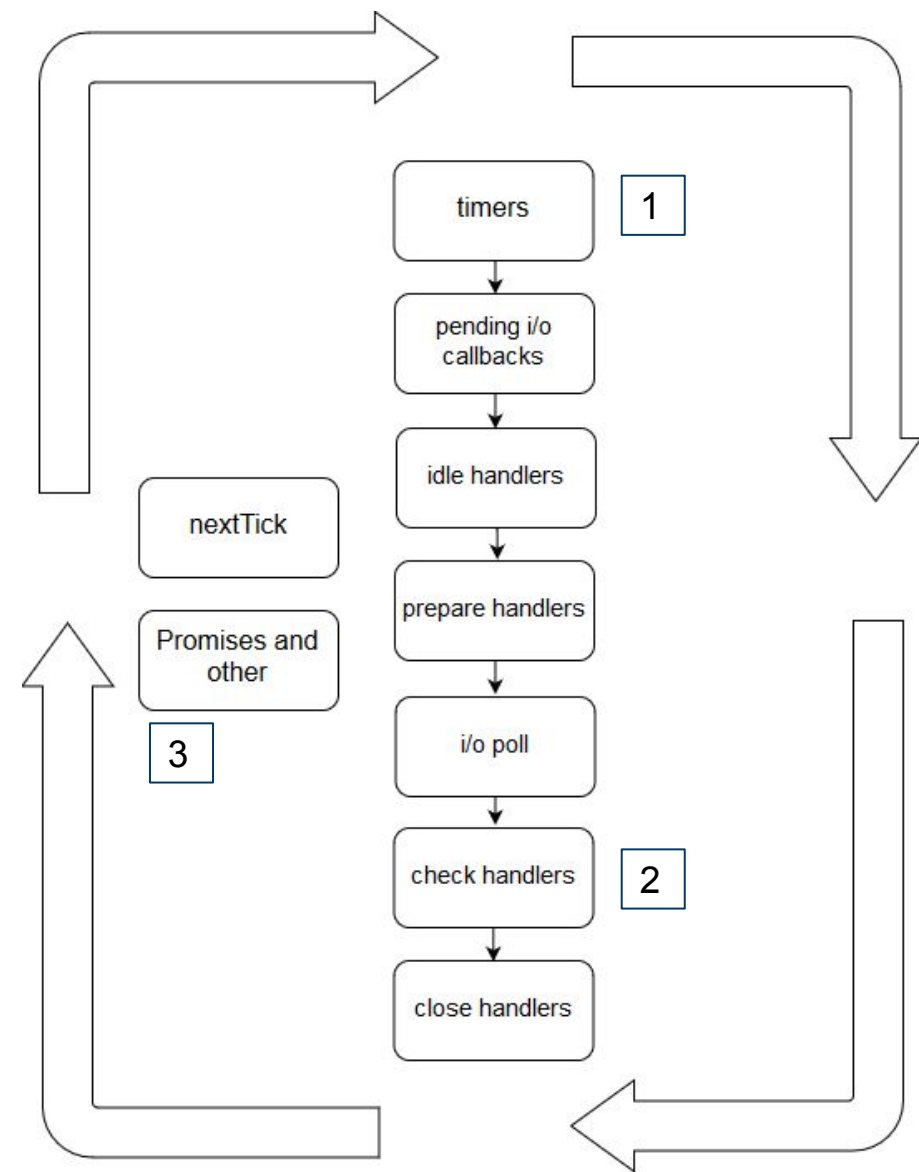 timers
1
pending i/o
callbacks
idle handlers
nextTick
prepare handlers
Promises and
other
3
i/o poll
check handlers
2
close handlers